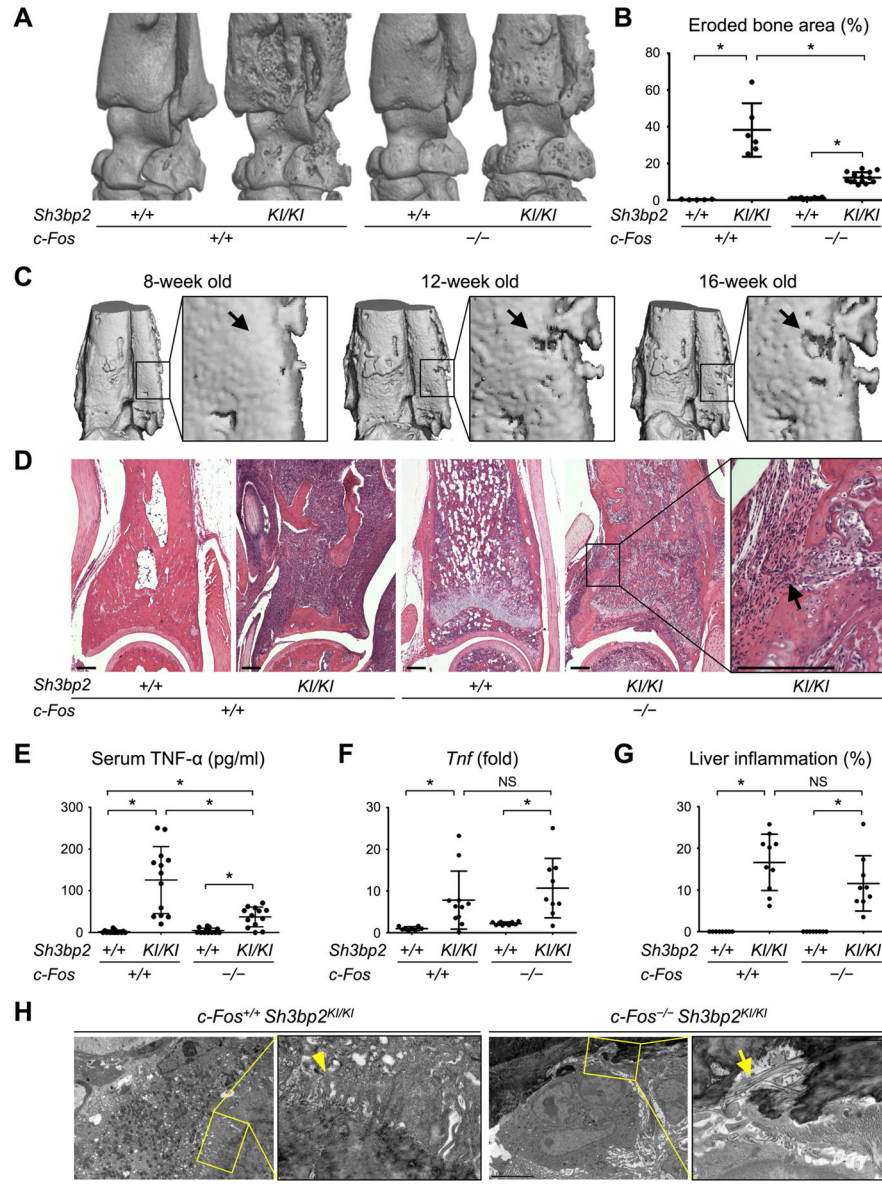 A
Sh3bp2 +/+ KI/KI +/+ KI/KI
c-Fos +/+ −/−
B
Eroded bone area (%)
80
60
40
20
0
* *
*
Sh3bp2 +/+ KI/KI +/+ KI/KI
c-Fos +/+ −/−
C
8-week old 12-week old 16-week old
D
Sh3bp2 +/+ KI/KI +/+ KI/KI KI/KI
c-Fos +/+ −/−
E
Serum TNF-α (pg/ml)
300
200
100
0
*
* *
*
Sh3bp2 +/+ KI/KI +/+ KI/KI
c-Fos +/+ −/−
F
Tnf (fold)
30
20
10
0
* NS
*
Sh3bp2 +/+ KI/KI +/+ KI/KI
c-Fos +/+ −/−
G
Liver inflammation (%)
30
20
10
0
* NS
*
Sh3bp2 +/+ KI/KI +/+ KI/KI
c-Fos +/+ −/−
H
c-Fos+/+ Sh3bp2KI/KI c-Fos−/− Sh3bp2KI/KI